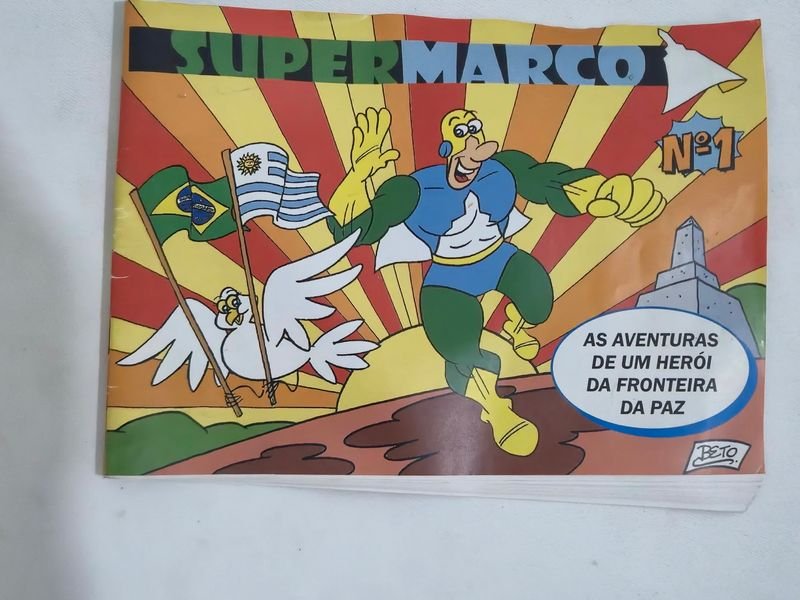 SUPERMARCO
Nº1
AS AVENTURAS
DE UM HERÓI
DA FRONTEIRA
DA PAZ
BETO